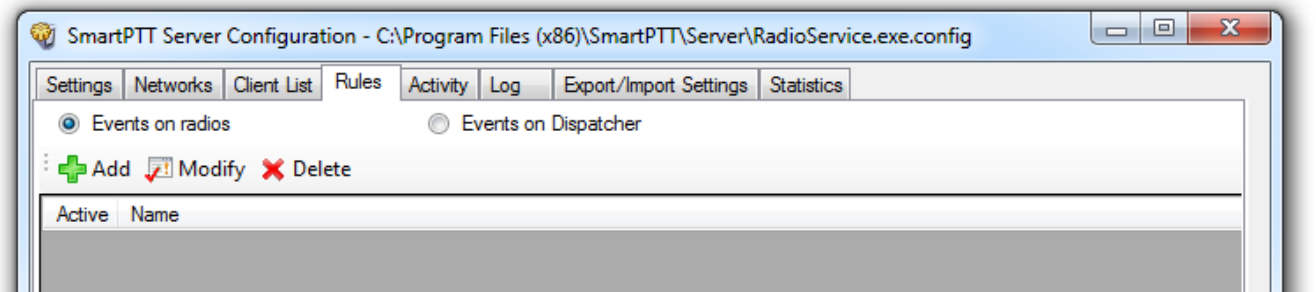 SmartPTT Server Configuration - C:\Program Files (x86)\SmartPTT\Server\RadioService.exe.config
Settings Networks Client List Rules Activity Log Export/Import Settings Statistics
Events on radios Events on Dispatcher
Add Modify Delete
Active Name